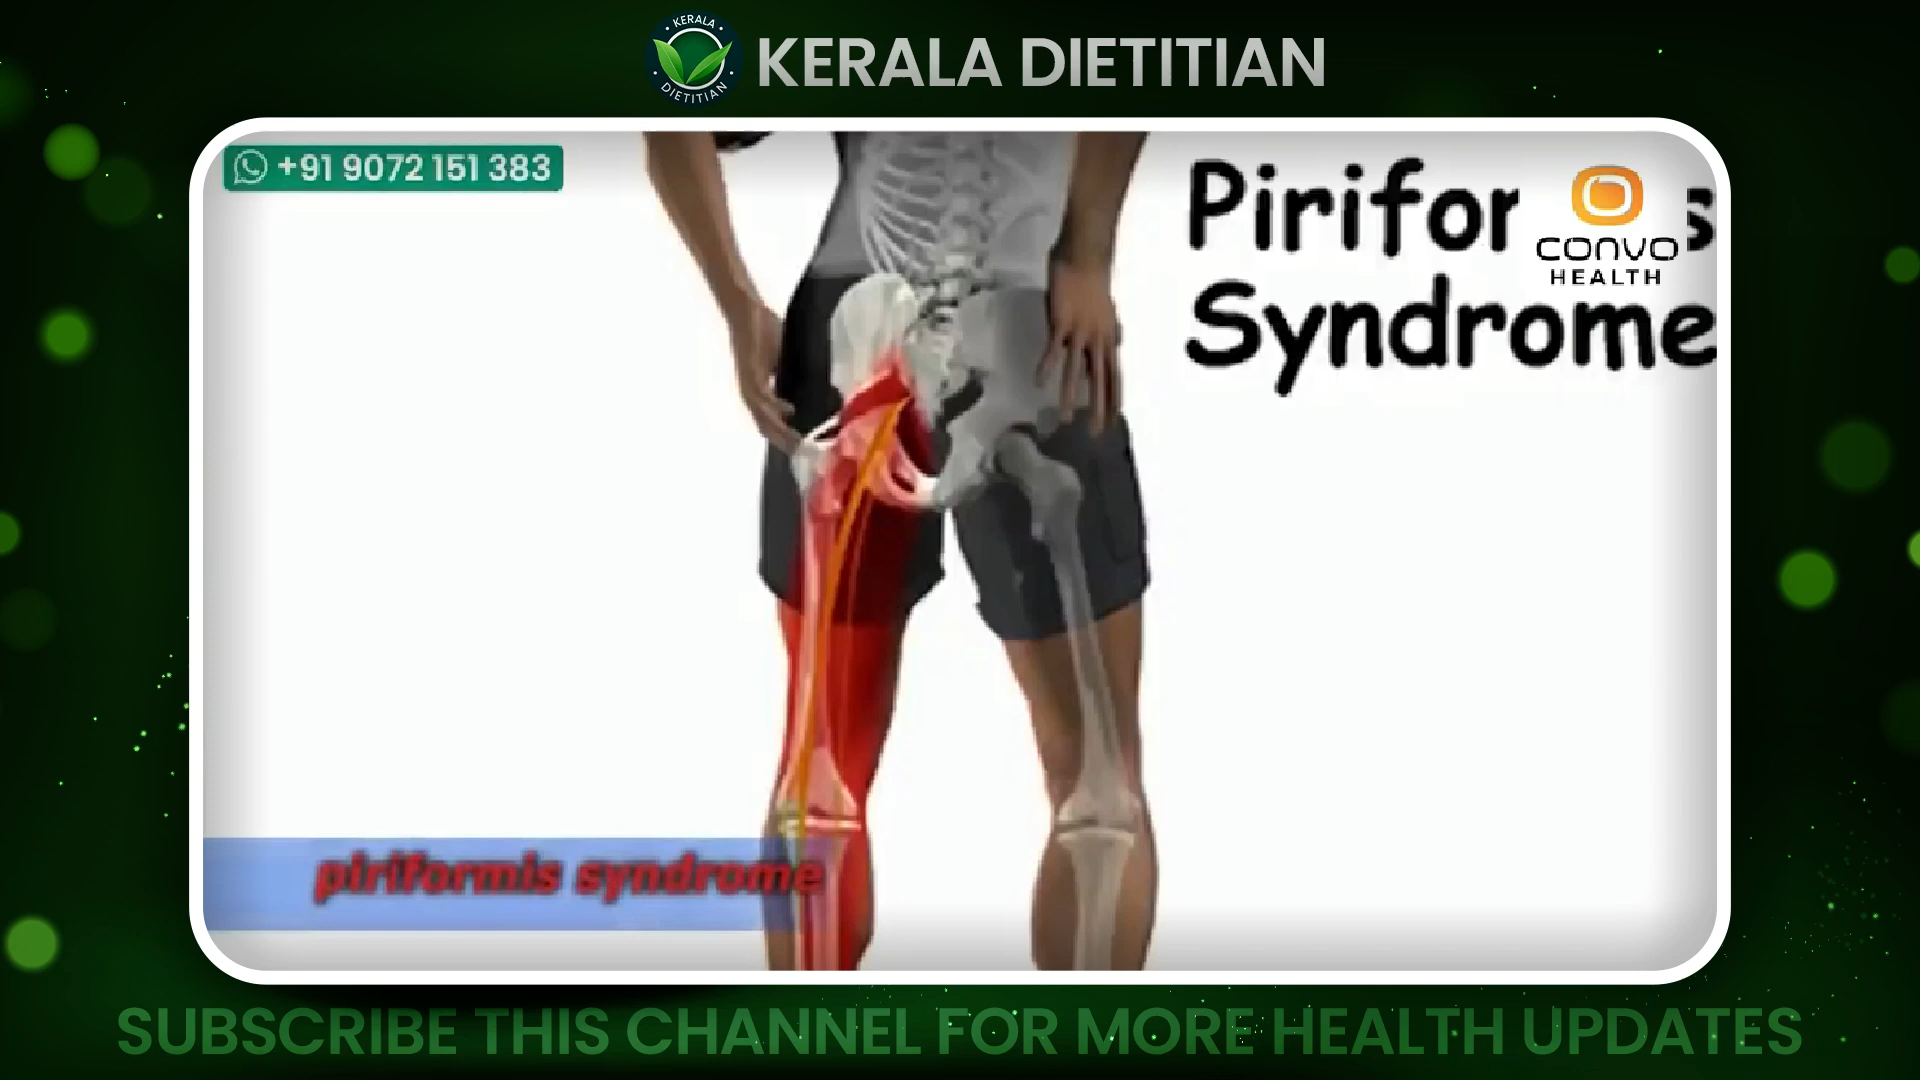 KERALA
DIETITIAN
KERALA DIETITIAN
+91 9072 151 383
Pirifor s
Syndrome
CONVO
HEALTH
piriformis syndrome
SUBSCRIBE THIS CHANNEL FOR MORE HEALTH UPDATES